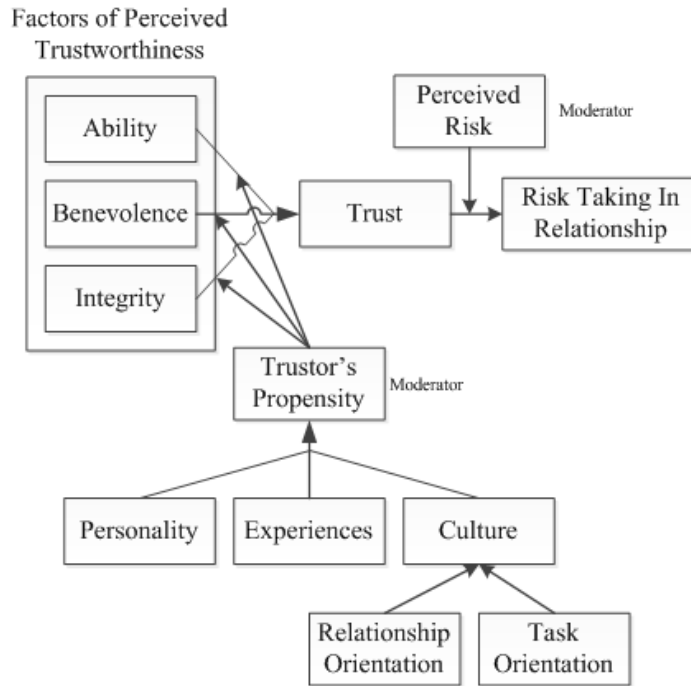 Factors of Perceived
Trustworthiness
Ability
Benevolence
Integrity
Trust
Perceived
Risk
Moderator
Risk Taking In
Relationship
Trustor’s
Propensity
Moderator
Personality
Experiences
Culture
Relationship
Orientation
Task
Orientation